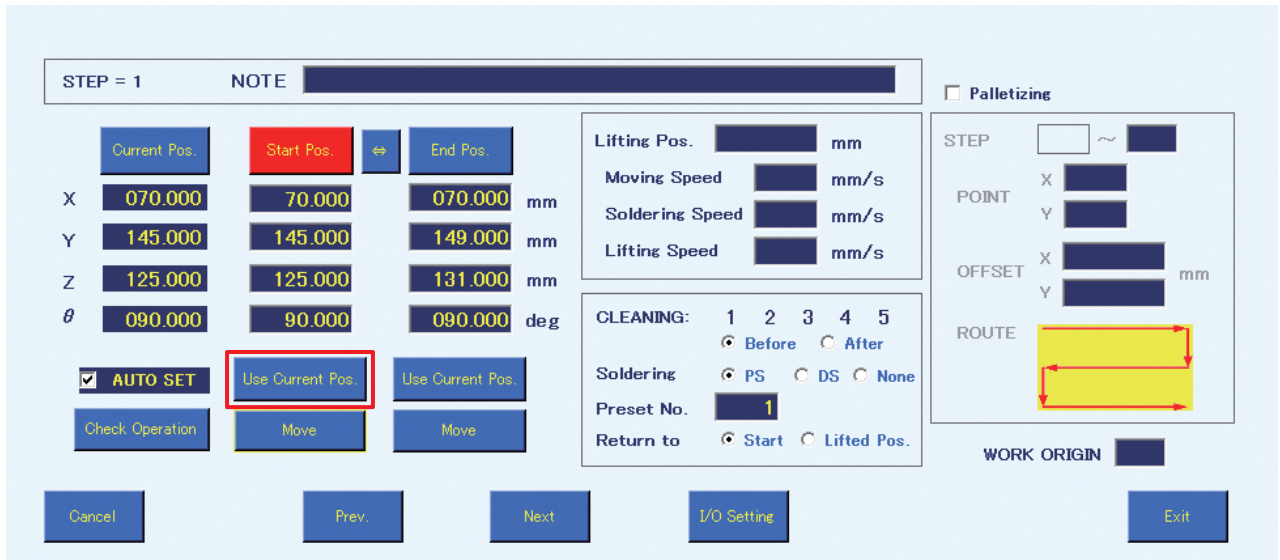 STEP = 1 NOTE
Palletizing
Current Pos. Start Pos. ⇔ End Pos.
X 070.000 70.000 070.000 mm
Y 145.000 145.000 149.000 mm
Z 125.000 125.000 131.000 mm
θ 090.000 90.000 090.000 deg
AUTO SET Use Current Pos. Use Current Pos.
Check Operation Move Move
Lifting Pos. mm
Moving Speed mm/s
Soldering Speed mm/s
Lifting Speed mm/s
CLEANING: 1 2 3 4 5
Before After
Soldering PS DS None
Preset No. 1
Return to Start Lifted Pos.
STEP ～
POINT X
Y
OFFSET X
Y mm
ROUTE
WORK ORIGIN
Cancel Prev. Next I/O Setting Exit